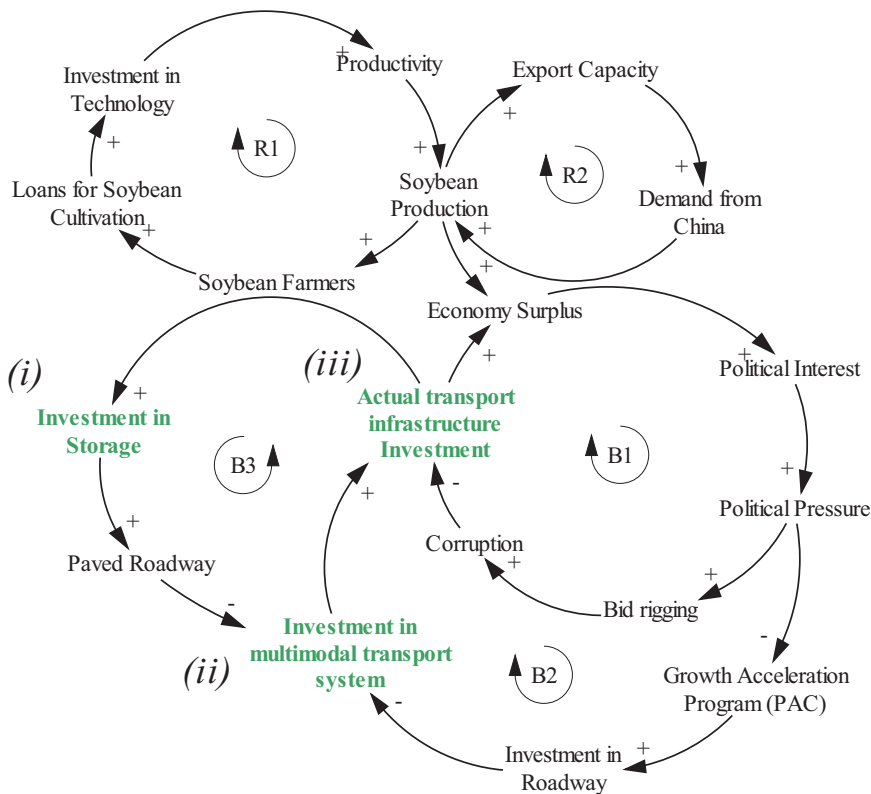 Investment in
Technology
+
Productivity
Export Capacity
+
+
R1
+
+
R2
+
Loans for Soybean
Cultivation
+
Soybean
Production
Demand from
China
+
+
+
Soybean Farmers
Economy Surplus
(i)
(iii)
+
+
Political Interest
+
Investment in
Storage
Actual transport
infrastructure
Investment
B3
B1
+
-
+
Political Pressure
+
Corruption
+
Paved Roadway
+
-
Bid rigging
Investment in
multimodal transport
system
-
(ii)
B2
Growth Acceleration
Program (PAC)
-
+
Investment in
Roadway